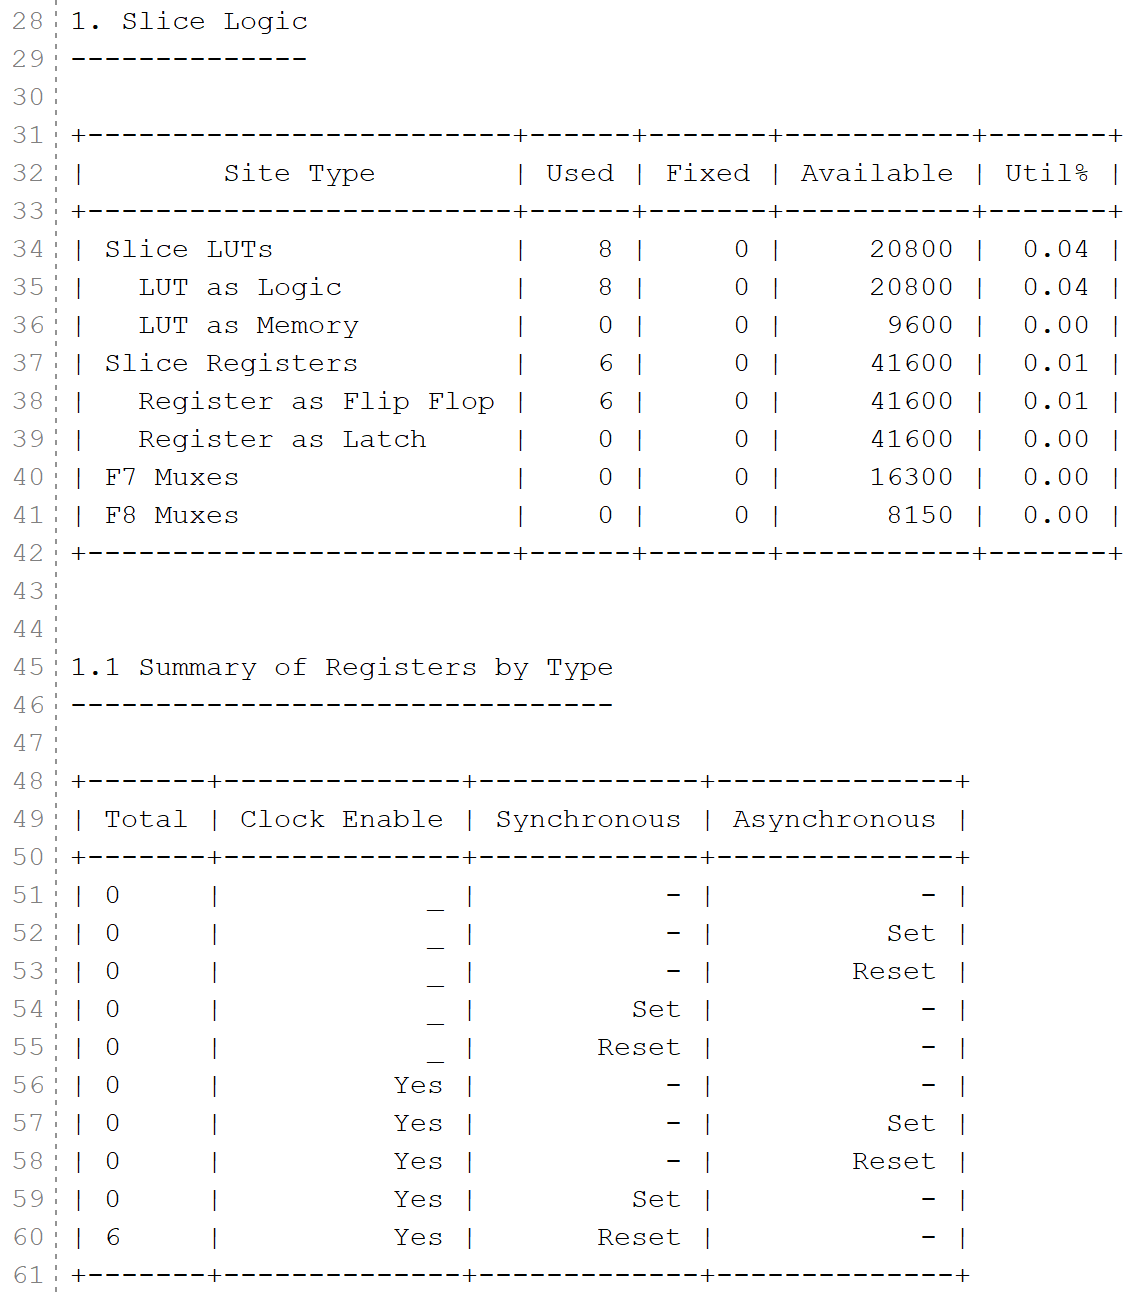 28 1. Slice Logic
29 --------------
30
31 +-------------------------+------+-------+-----------+-------+
32 |        Site Type        | Used | Fixed | Available | Util% |
33 +-------------------------+------+-------+-----------+-------+
34 | Slice LUTs              |    8 |     0 |     20800 |  0.04 |
35 |   LUT as Logic          |    8 |     0 |     20800 |  0.04 |
36 |   LUT as Memory         |    0 |     0 |      9600 |  0.00 |
37 | Slice Registers         |    6 |     0 |     41600 |  0.01 |
38 |   Register as Flip Flop |    6 |     0 |     41600 |  0.01 |
39 |   Register as Latch     |    0 |     0 |     41600 |  0.00 |
40 | F7 Muxes                |    0 |     0 |     16300 |  0.00 |
41 | F8 Muxes                |    0 |     0 |      8150 |  0.00 |
42 +-------------------------+------+-------+-----------+-------+
43
44
45 1.1 Summary of Registers by Type
46 --------------------------------
47
48 +-------+--------------+-------------+--------------+
49 | Total | Clock Enable | Synchronous | Asynchronous |
50 +-------+--------------+-------------+--------------+
51 | 0     |            _ |           - |            - |
52 | 0     |            _ |           - |          Set |
53 | 0     |            _ |           - |        Reset |
54 | 0     |            _ |         Set |            - |
55 | 0     |            _ |       Reset |            - |
56 | 0     |          Yes |           - |            - |
57 | 0     |          Yes |           - |          Set |
58 | 0     |          Yes |           - |        Reset |
59 | 0     |          Yes |         Set |            - |
60 | 6     |          Yes |       Reset |            - |
61 +-------+--------------+-------------+--------------+